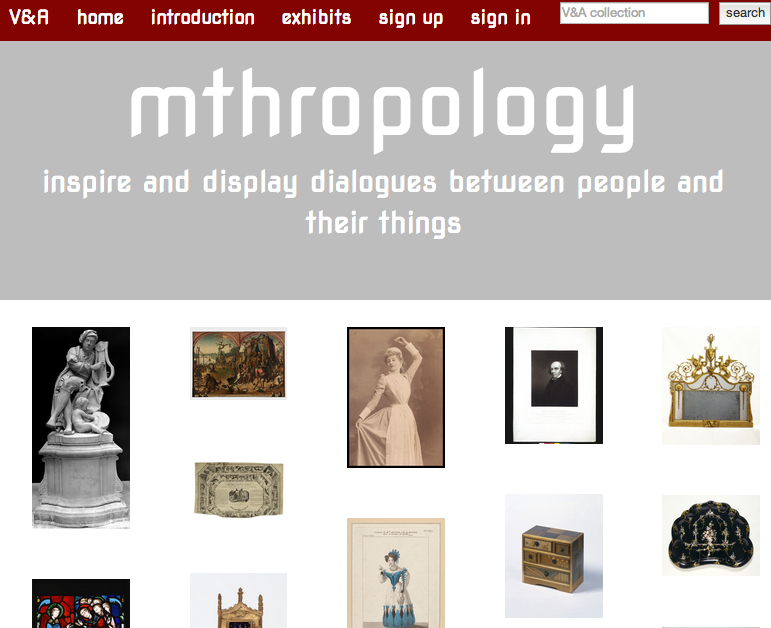 V&A home introduction exhibits sign up sign in V&A collection search
mthropology
inspire and display dialogues between people and
their things